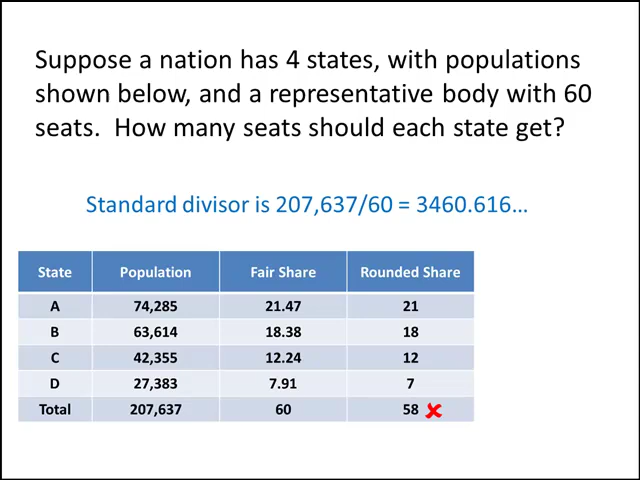 Suppose a nation has 4 states, with populations
shown below, and a representative body with 60
seats.  How many seats should each state get?
Standard divisor is 207,637/60 = 3460.616…
State Population Fair Share Rounded Share
A 74,285 21.47 21
B 63,614 18.38 18
C 42,355 12.24 12
D 27,383 7.91 7
Total 207,637 60 58 ✘